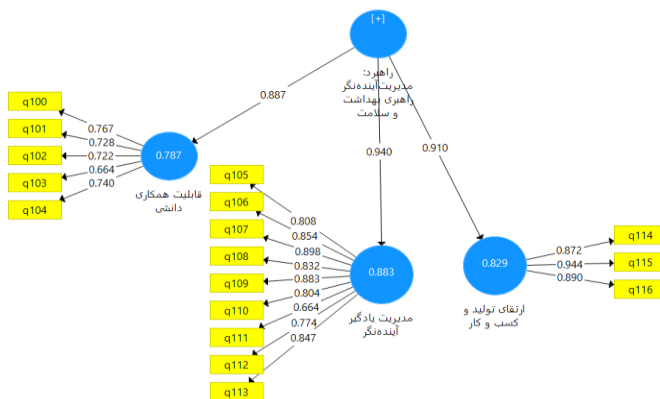 [+]
راهبرد:
مدیریت‌آینده‌نگر
راهبری بهداشت
و سلامت
0.887
0.940
0.910
q100
q101
q102
q103
q104
0.767
0.728
0.722
0.664
0.740
0.787
قابلیت همکاری
دانشی
q105
q106
q107
q108
q109
q110
q111
q112
q113
0.808
0.854
0.898
0.832
0.883
0.804
0.664
0.774
0.847
0.883
مدیریت یادگیر
آینده‌نگر
0.829
ارتقای تولید و
کسب و کار
0.872
0.944
0.890
q114
q115
q116